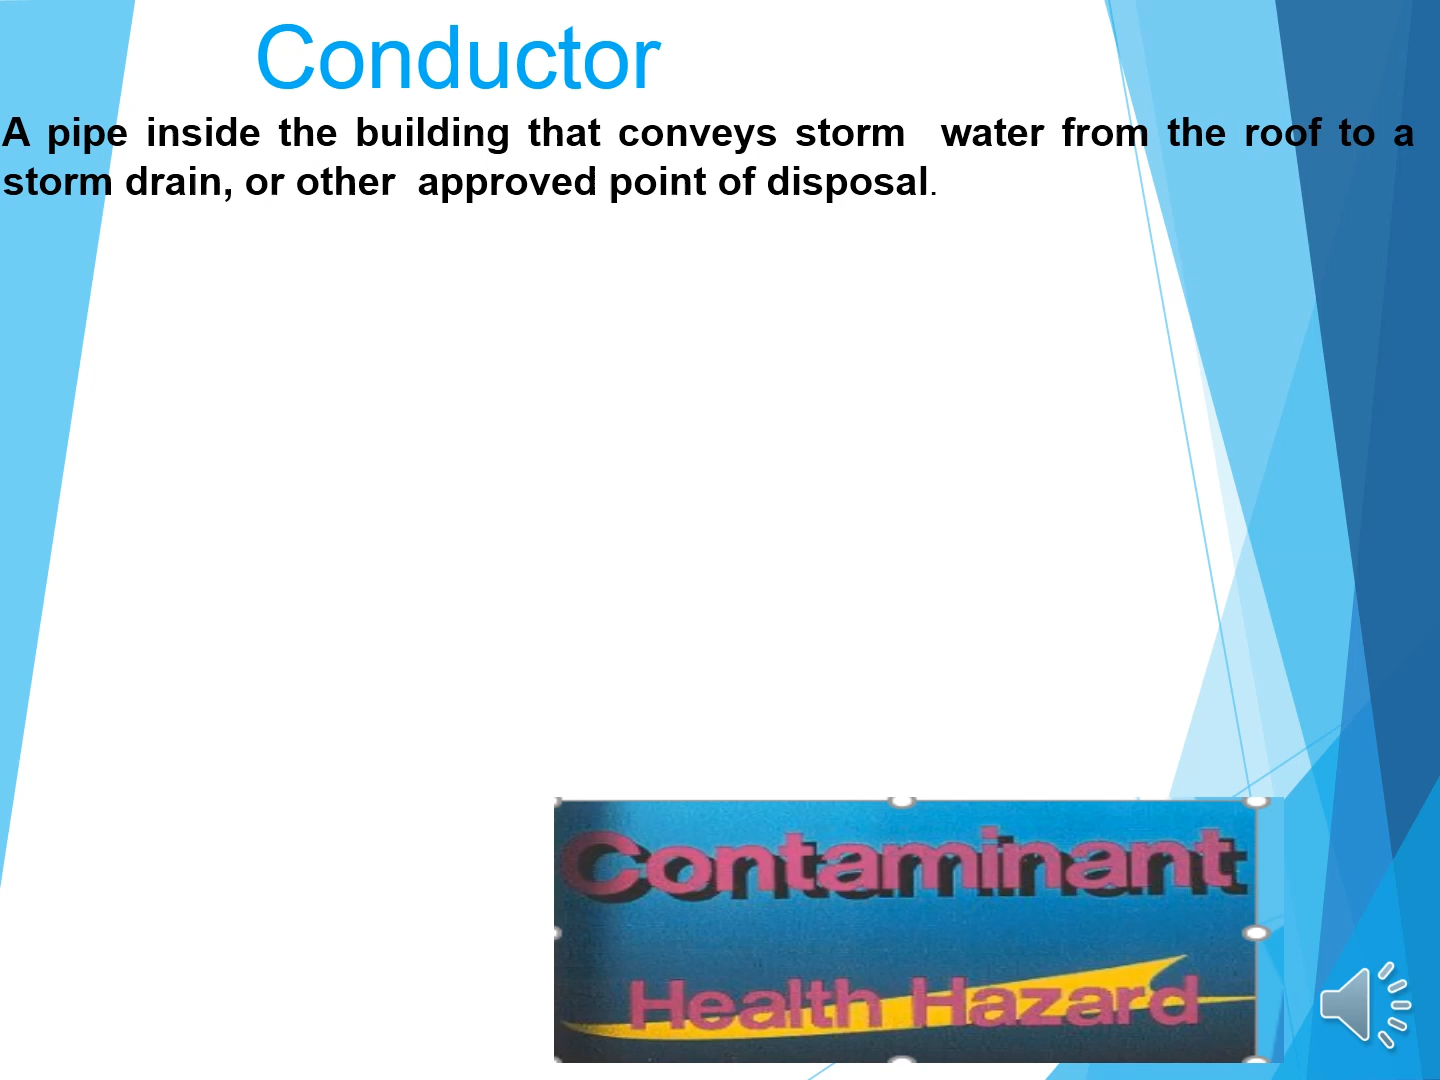 Conductor
A pipe inside the building that conveys storm  water from the roof to a
storm drain, or other  approved point of disposal.
Contaminant
Health Hazard